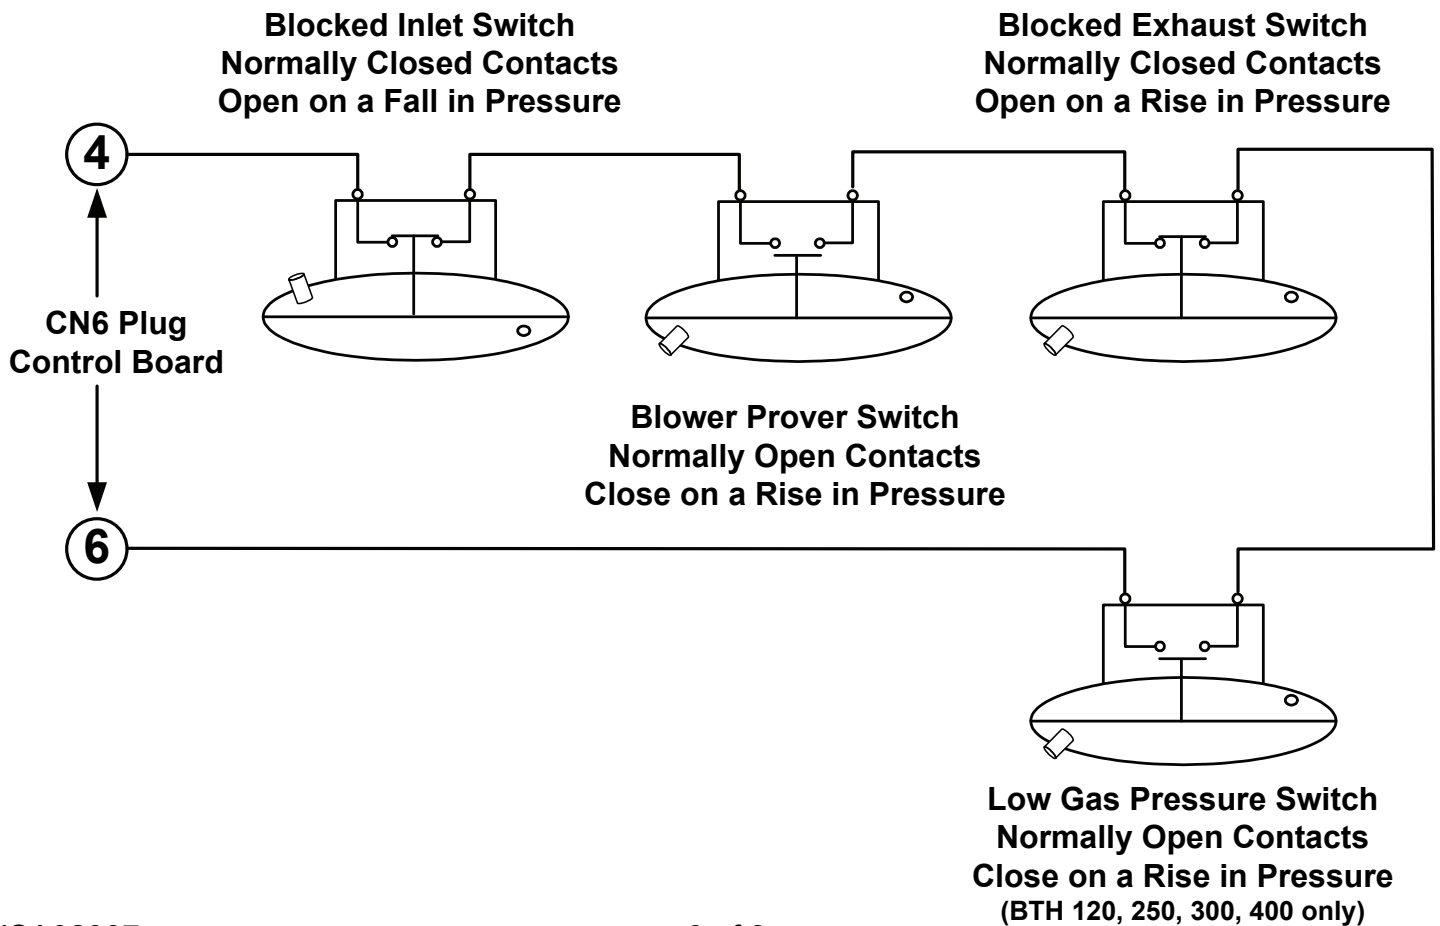 Blocked Inlet Switch
Normally Closed Contacts
Open on a Fall in Pressure
Blocked Exhaust Switch
Normally Closed Contacts
Open on a Rise in Pressure
4
CN6 Plug
Control Board
6
Blower Prover Switch
Normally Open Contacts
Close on a Rise in Pressure
Low Gas Pressure Switch
Normally Open Contacts
Close on a Rise in Pressure
(BTH 120, 250, 300, 400 only)